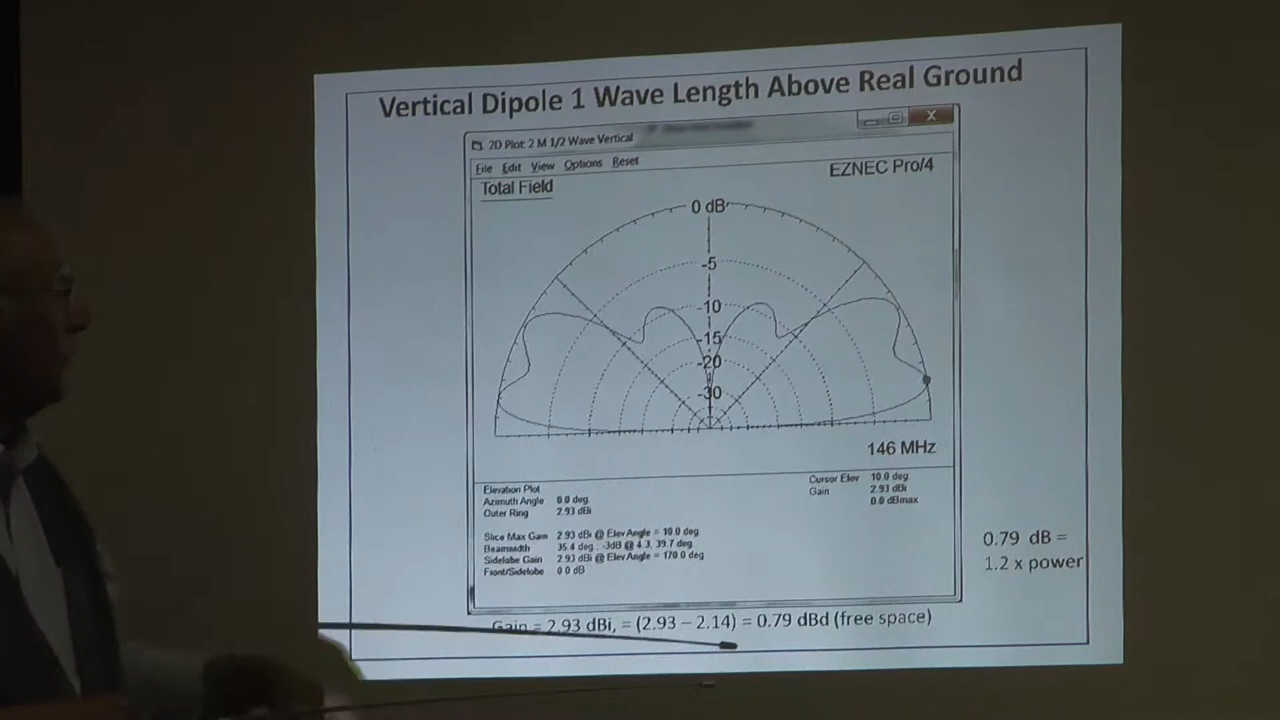 Vertical Dipole 1 Wave Length Above Real Ground
2D Plot: 2 M 1/2 Wave Vertical
X
File Edit View Options Reset
Total Field
EZNEC Pro/4
0 dB
-5
-10
-15
-20
-30
146 MHz
Elevation Plot
Azimuth Angle 0.0 deg.
Outer Ring 2.93 dBi
Cursor Elev 10.0 deg.
Gain 2.93 dBi
0.0 dBmax
Slice Max Gain 2.93 dBi @ Elev Angle = 10.0 deg.
Beamwidth 35.4 deg.; -3dB @ 4.3, 39.7 deg.
Sidelobe Gain 2.93 dBi @ Elev Angle = 170.0 deg.
Front/Sidelobe 0.0 dB
0.79 dB =
1.2 x power
Gain = 2.93 dBi, = (2.93 – 2.14) = 0.79 dBd (free space)